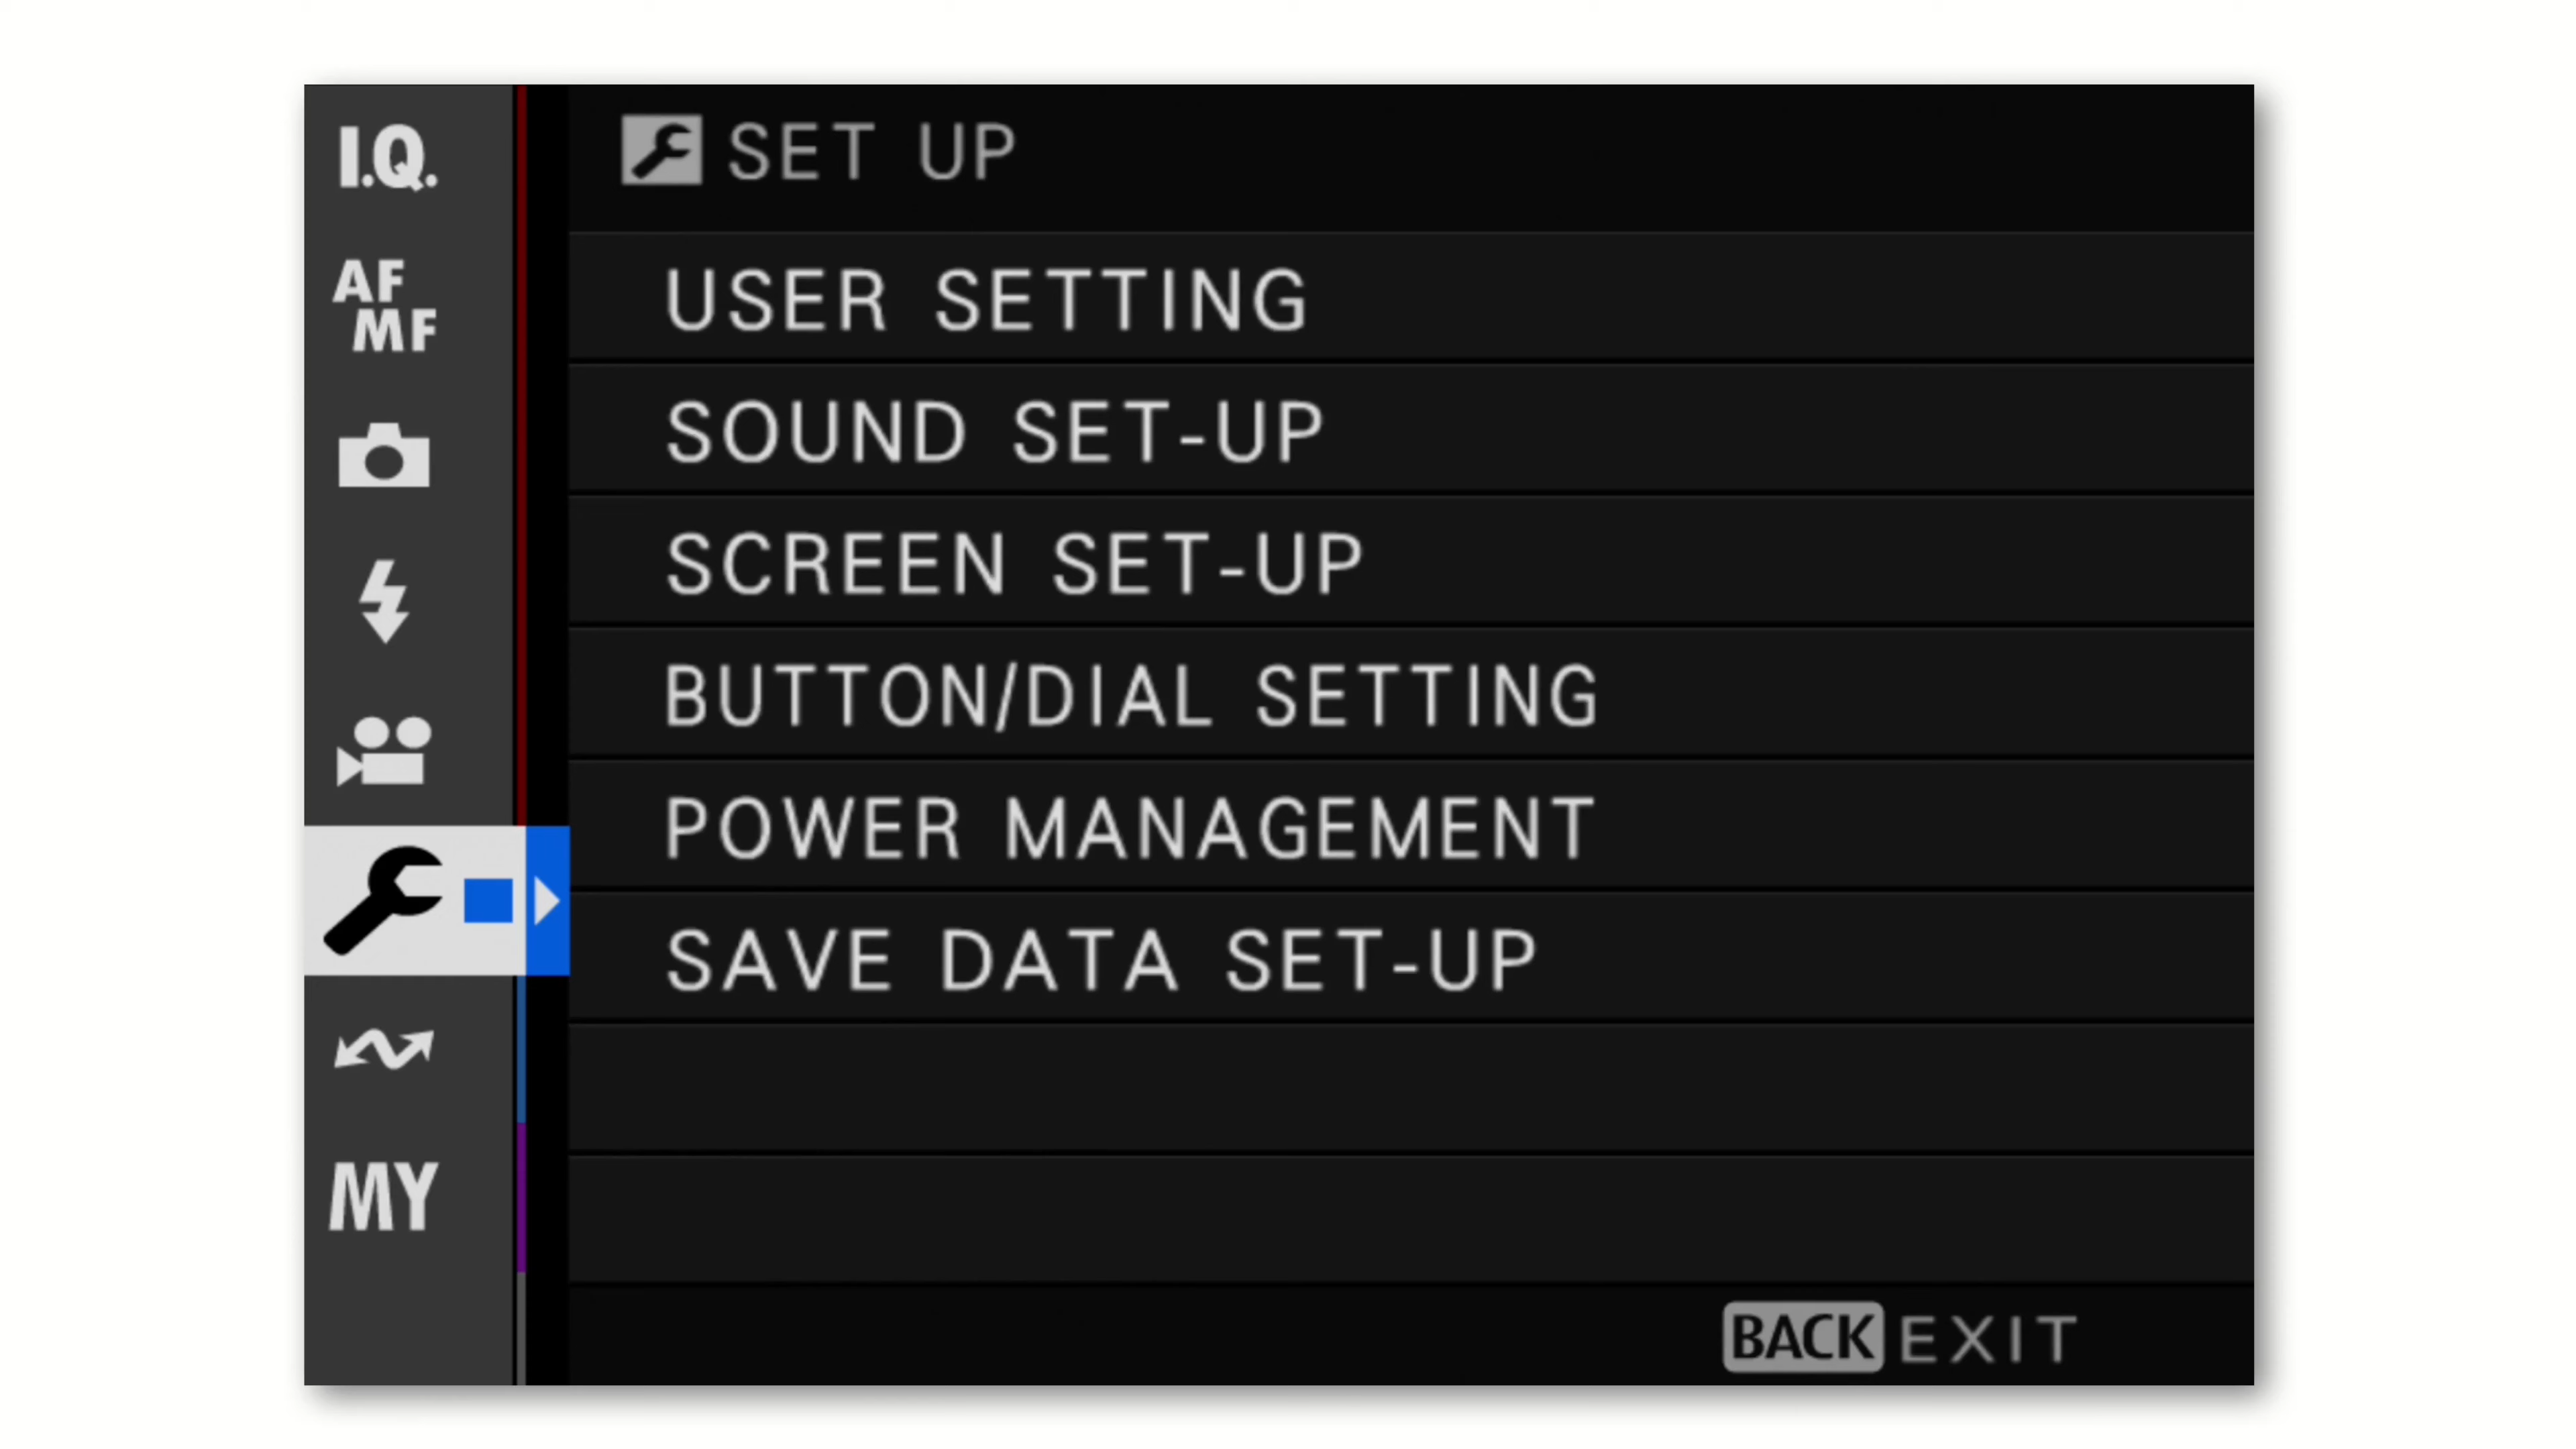 I.Q.
AF
MF
MY
SET UP
USER SETTING
SOUND SET-UP
SCREEN SET-UP
BUTTON/DIAL SETTING
POWER MANAGEMENT
SAVE DATA SET-UP
BACK EXIT